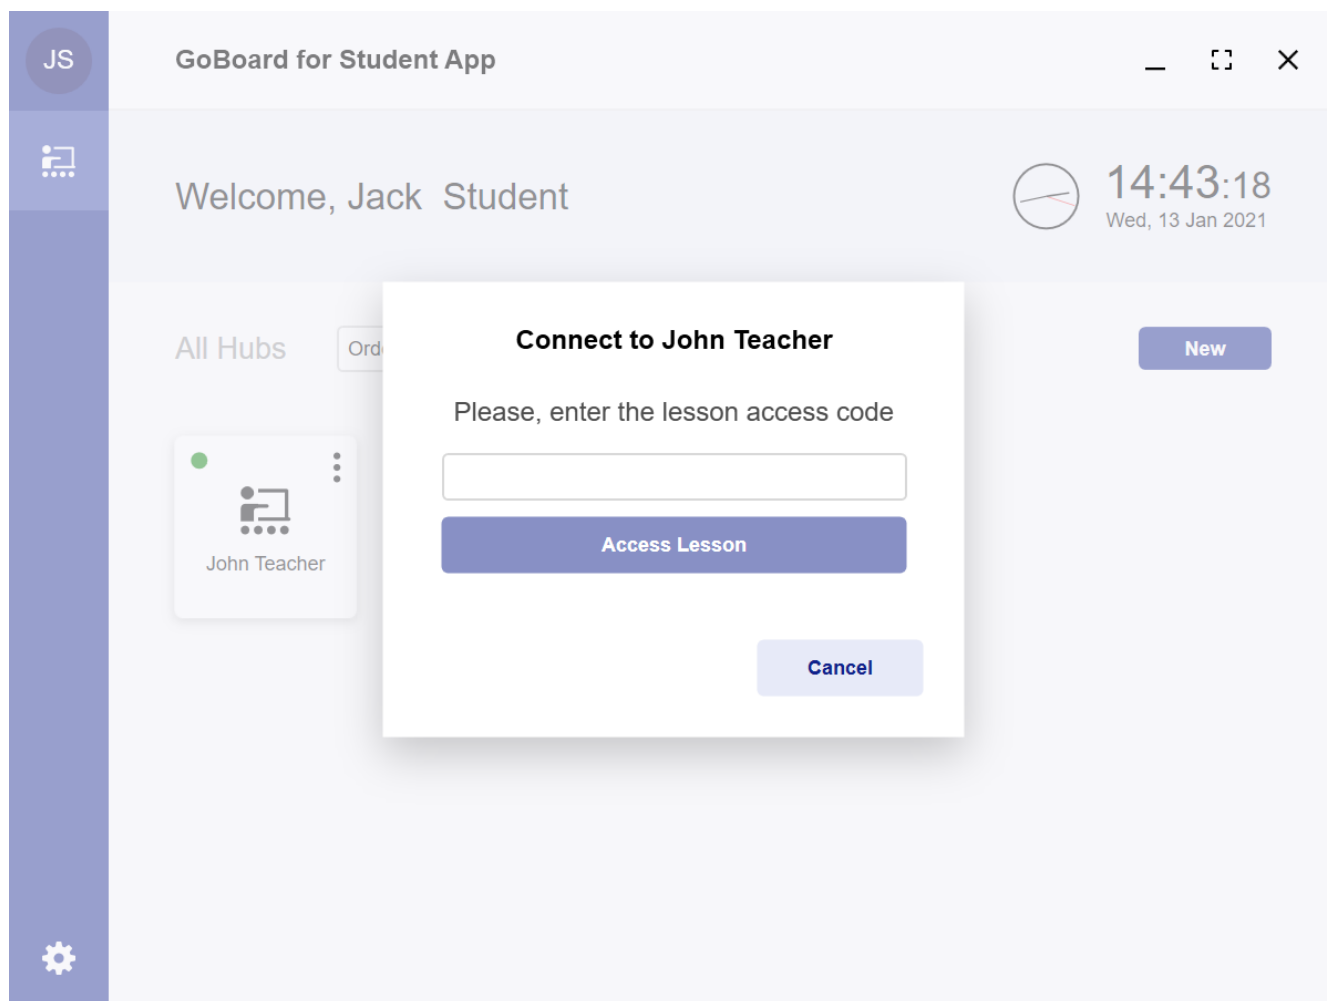 JS
GoBoard for Student App
Welcome, Jack Student
14:43:18
Wed, 13 Jan 2021
All Hubs
New
Connect to John Teacher
Please, enter the lesson access code
Access Lesson
Cancel
John Teacher